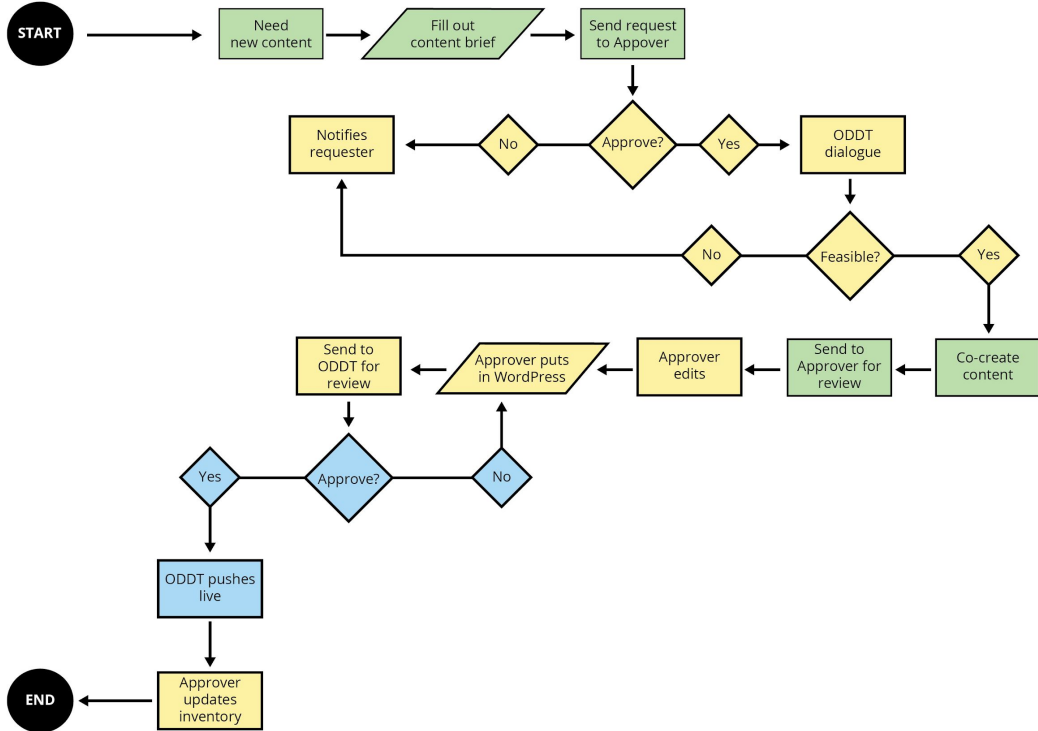 START
Need
new content
Fill out
content brief
Send request
to Appover
Notifies
requester
No
Approve?
Yes
ODDT
dialogue
No
Feasible?
Yes
Send to
ODDT for
review
Approver puts
in WordPress
Approver
edits
Send to
Approver for
review
Co-create
content
Yes
Approve?
No
ODDT pushes
live
END
Approver
updates
inventory